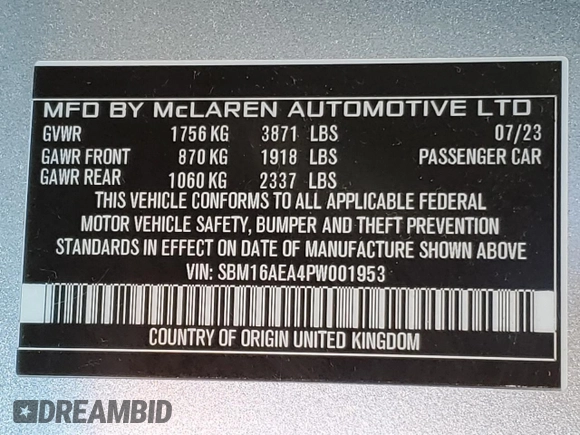 MFD BY McLAREN AUTOMOTIVE LTD
GVWR 1756 KG 3871 LBS 07/23
GAWR FRONT 870 KG 1918 LBS PASSENGER CAR
GAWR REAR 1060 KG 2337 LBS
THIS VEHICLE CONFORMS TO ALL APPLICABLE FEDERAL
MOTOR VEHICLE SAFETY, BUMPER AND THEFT PREVENTION
STANDARDS IN EFFECT ON DATE OF MANUFACTURE SHOWN ABOVE
VIN: SBM16AEA4PW001953
COUNTRY OF ORIGIN UNITED KINGDOM
DREAMBID